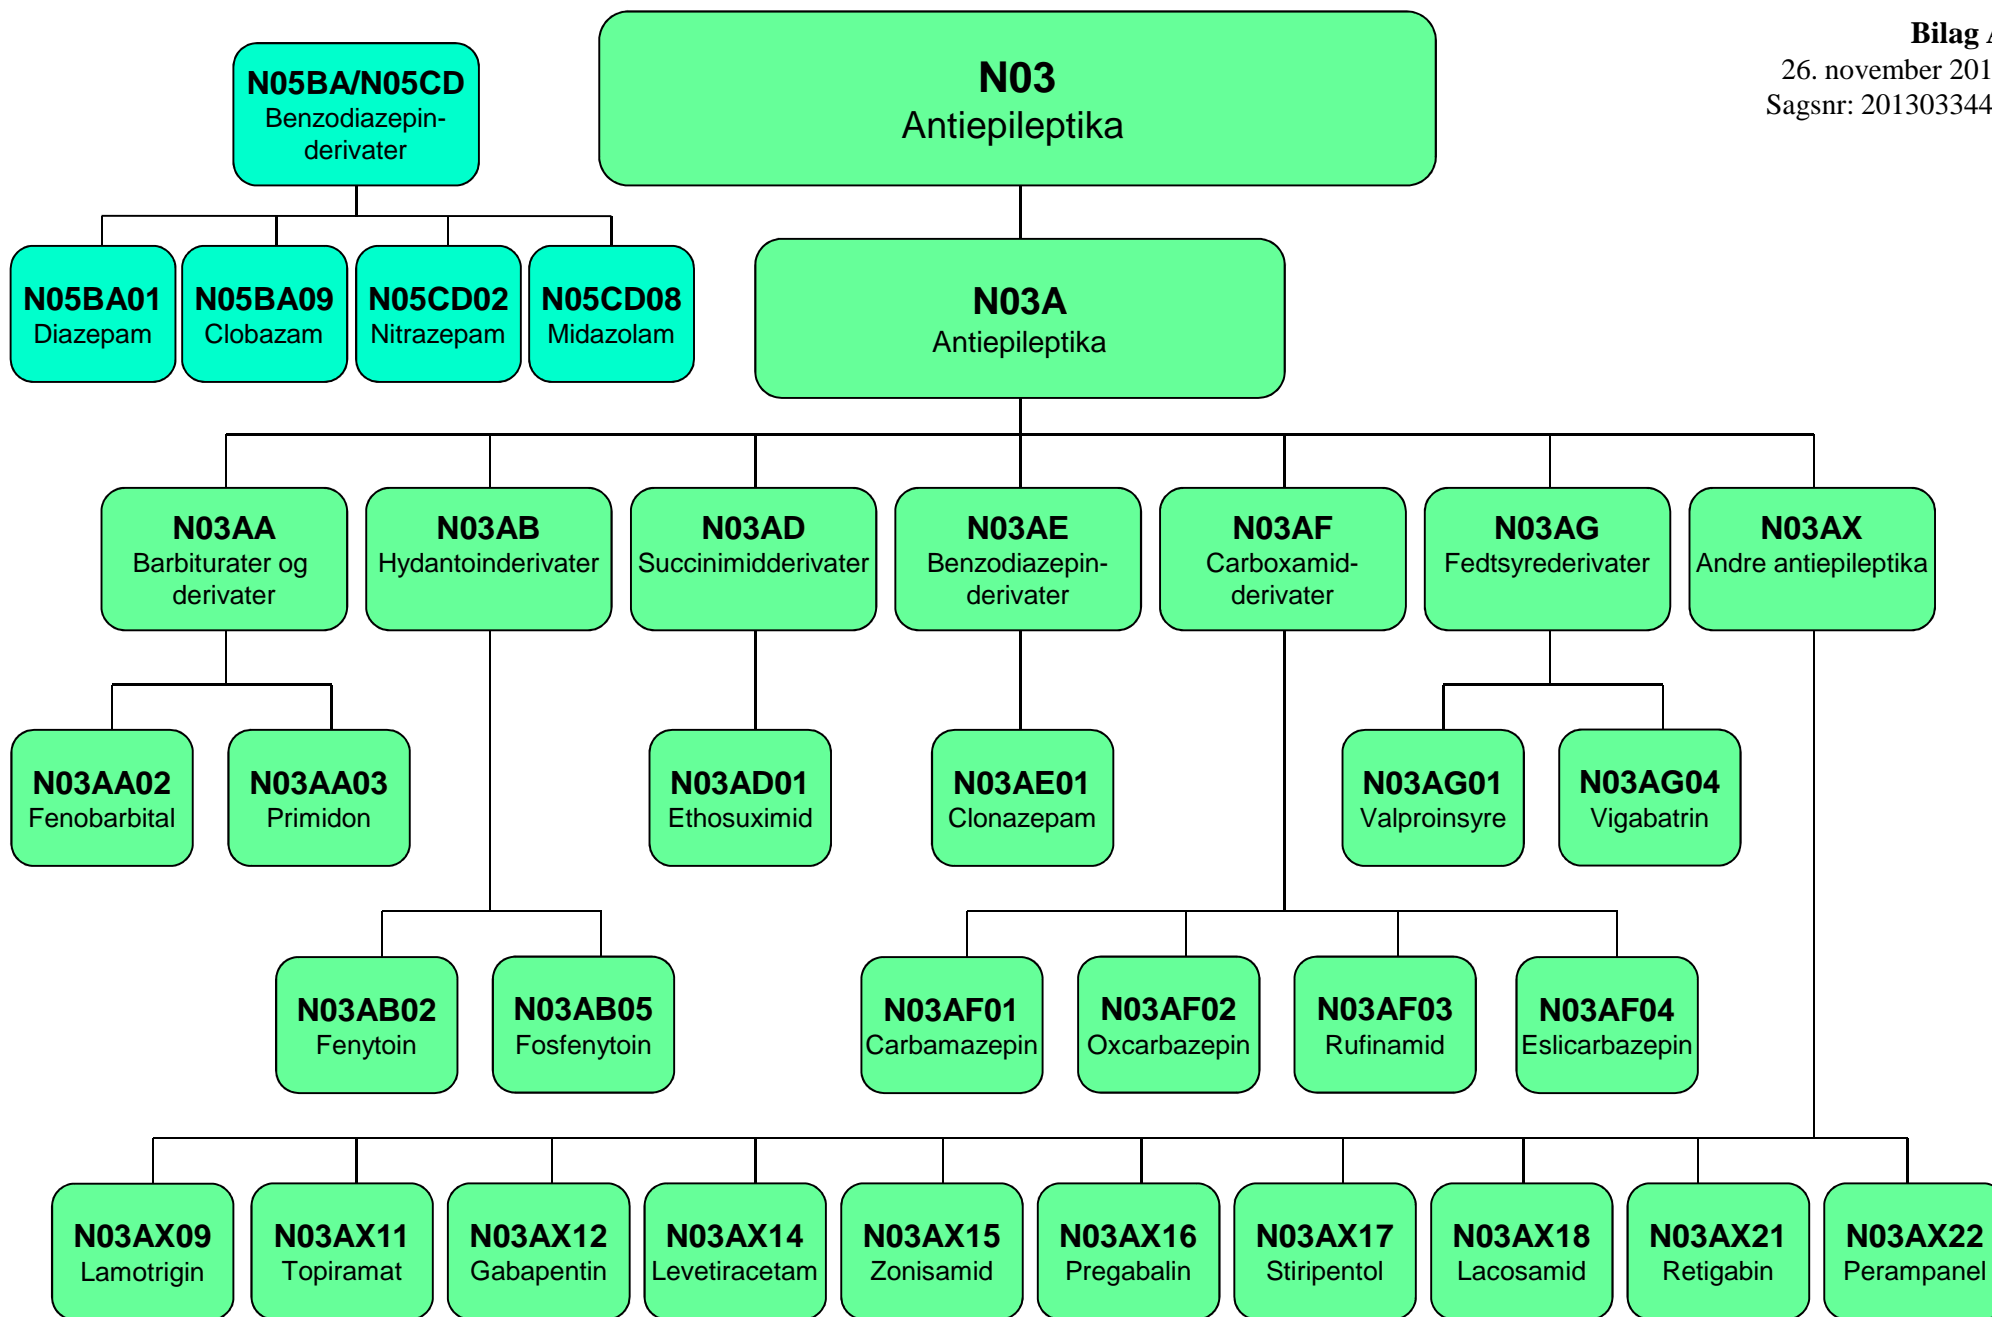 Bilag
26. november 201
Sagsnr: 201303344
N05BA/N05CD
Benzodiazepin-
derivater
N03
Antiepileptika
N05BA01
Diazepam
N05BA09
Clobazam
N05CD02
Nitrazepam
N05CD08
Midazolam
N03A
Antiepileptika
N03AA
Barbiturater og
derivater
N03AB
Hydantoinderivater
N03AD
Succinimidderivater
N03AE
Benzodiazepin-
derivater
N03AF
Carboxamid-
derivater
N03AG
Fedtsyrederivater
N03AX
Andre antiepileptika
N03AA02
Fenobarbital
N03AA03
Primidon
N03AD01
Ethosuximid
N03AE01
Clonazepam
N03AG01
Valproinsyre
N03AG04
Vigabatrin
N03AB02
Fenytoin
N03AB05
Fosfenytoin
N03AF01
Carbamazepin
N03AF02
Oxcarbazepin
N03AF03
Rufinamid
N03AF04
Eslicarbazepin
N03AX09
Lamotrigin
N03AX11
Topiramat
N03AX12
Gabapentin
N03AX14
Levetiracetam
N03AX15
Zonisamid
N03AX16
Pregabalin
N03AX17
Stiripentol
N03AX18
Lacosamid
N03AX21
Retigabin
N03AX22
Perampanel